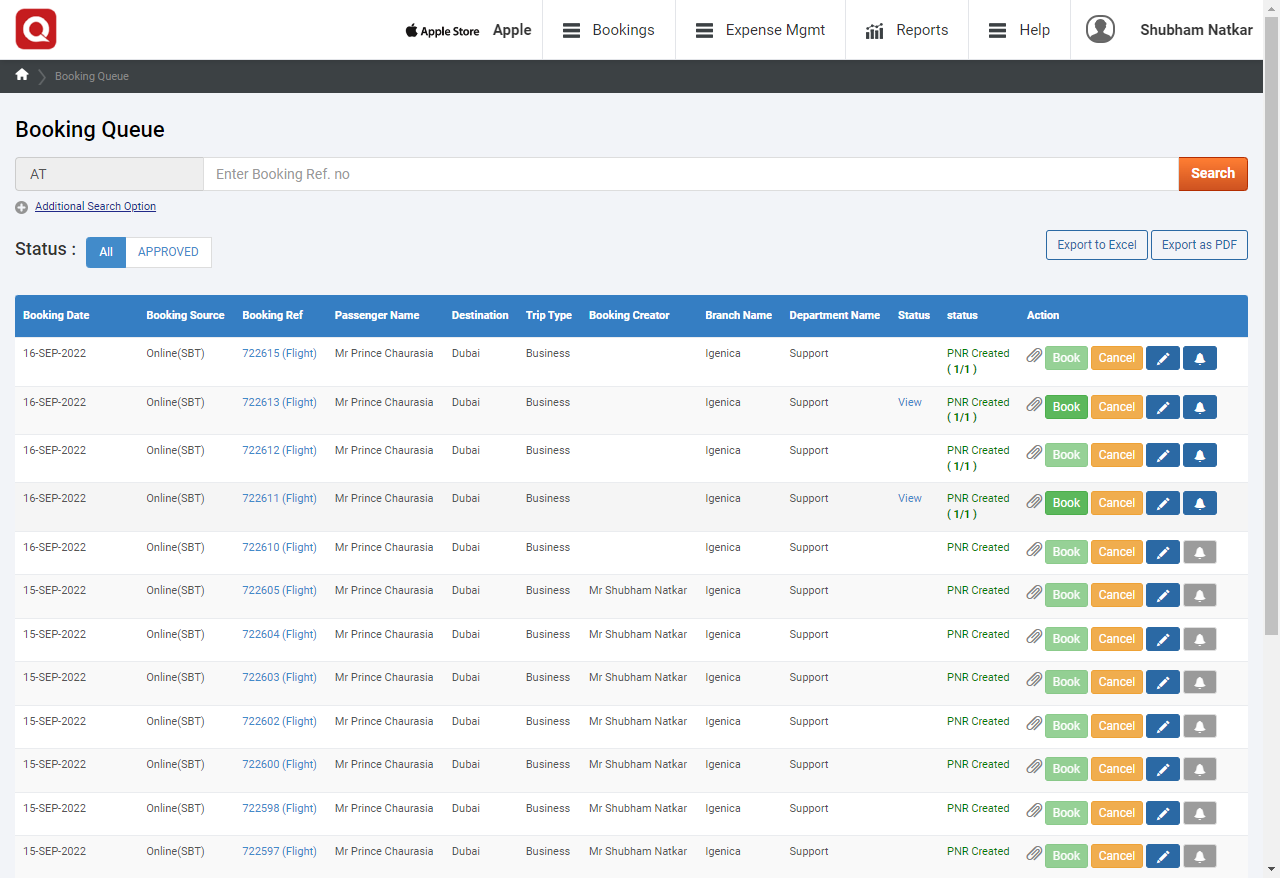 Apple Store Apple Bookings Expense Mgmt Reports Help Shubham Natkar
Booking Queue
Booking Queue
AT Enter Booking Ref. no Search
Additional Search Option
Status : All APPROVED Export to Excel Export as PDF
Booking Date Booking Source Booking Ref Passenger Name Destination Trip Type Booking Creator Branch Name Department Name Status status Action
16-SEP-2022 Online(SBT) 722615 (Flight) Mr Prince Chaurasia Dubai Business Igenica Support PNR Created Book Cancel
( 1/1 )
16-SEP-2022 Online(SBT) 722613 (Flight) Mr Prince Chaurasia Dubai Business Igenica Support View PNR Created Book Cancel
( 1/1 )
16-SEP-2022 Online(SBT) 722612 (Flight) Mr Prince Chaurasia Dubai Business Igenica Support PNR Created Book Cancel
( 1/1 )
16-SEP-2022 Online(SBT) 722611 (Flight) Mr Prince Chaurasia Dubai Business Igenica Support View PNR Created Book Cancel
( 1/1 )
16-SEP-2022 Online(SBT) 722610 (Flight) Mr Prince Chaurasia Dubai Business Igenica Support PNR Created Book Cancel
15-SEP-2022 Online(SBT) 722605 (Flight) Mr Prince Chaurasia Dubai Business Mr Shubham Natkar Igenica Support PNR Created Book Cancel
15-SEP-2022 Online(SBT) 722604 (Flight) Mr Prince Chaurasia Dubai Business Mr Shubham Natkar Igenica Support PNR Created Book Cancel
15-SEP-2022 Online(SBT) 722603 (Flight) Mr Prince Chaurasia Dubai Business Mr Shubham Natkar Igenica Support PNR Created Book Cancel
15-SEP-2022 Online(SBT) 722602 (Flight) Mr Prince Chaurasia Dubai Business Mr Shubham Natkar Igenica Support PNR Created Book Cancel
15-SEP-2022 Online(SBT) 722600 (Flight) Mr Prince Chaurasia Dubai Business Mr Shubham Natkar Igenica Support PNR Created Book Cancel
15-SEP-2022 Online(SBT) 722598 (Flight) Mr Prince Chaurasia Dubai Business Mr Shubham Natkar Igenica Support PNR Created Book Cancel
15-SEP-2022 Online(SBT) 722597 (Flight) Mr Prince Chaurasia Dubai Business Mr Shubham Natkar Igenica Support PNR Created Book Cancel